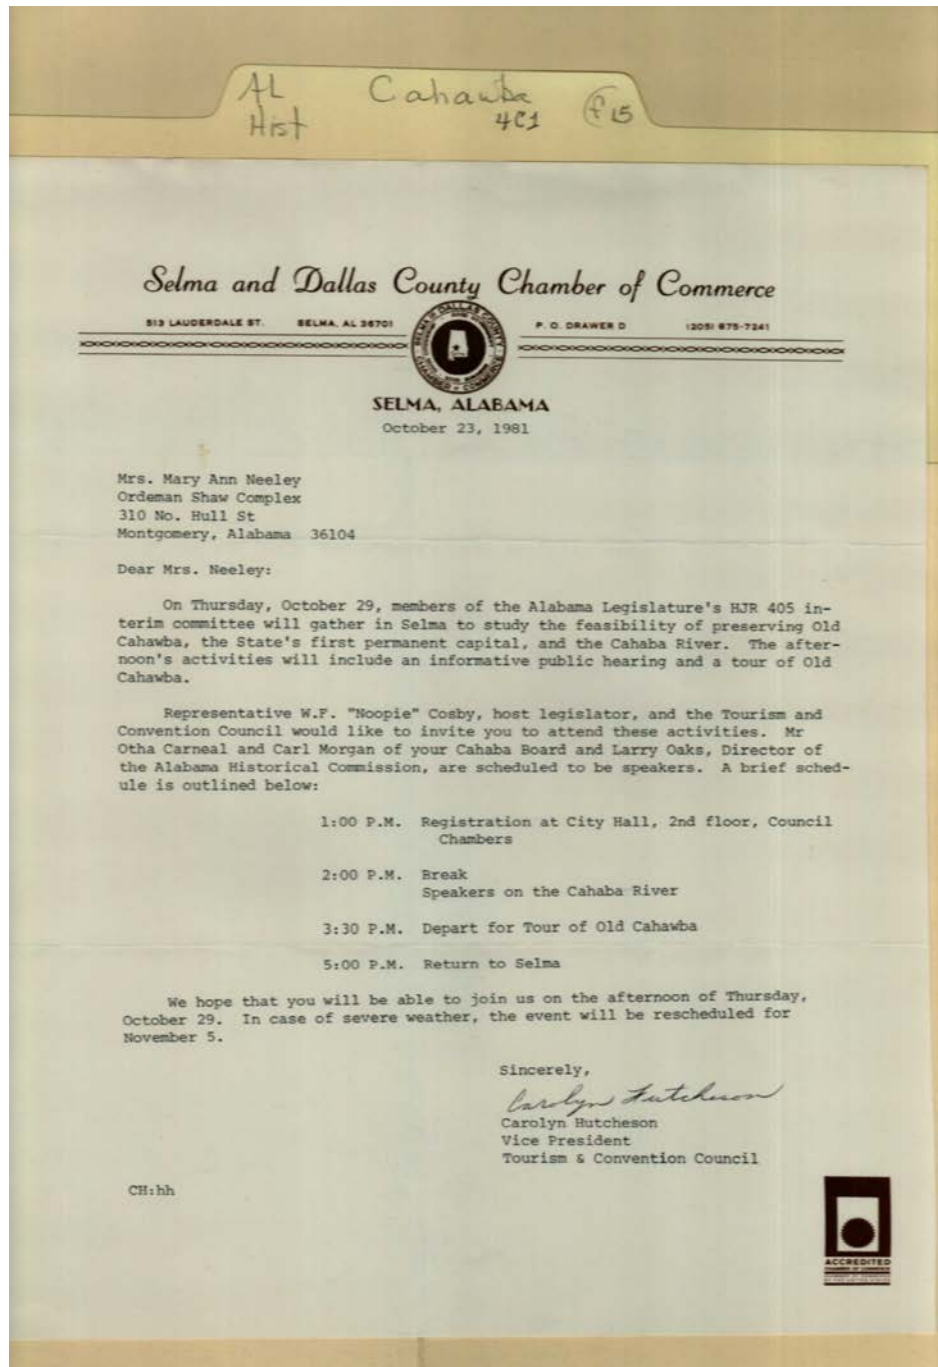 AL Cahawba
Hist 4C1 f15
Selma and Dallas County Chamber of Commerce
513 LAUDERDALE ST. SELMA, AL 36701 P. O. DRAWER D (205) 875-7241
SELMA, ALABAMA
October 23, 1981
Mrs. Mary Ann Neeley
Ordeman Shaw Complex
310 No. Hull St
Montgomery, Alabama 36104
Dear Mrs. Neeley:
On Thursday, October 29, members of the Alabama Legislature's HJR 405 in-
terim committee will gather in Selma to study the feasibility of preserving Old
Cahawba, the State's first permanent capital, and the Cahaba River. The after-
noon's activities will include an informative public hearing and a tour of Old
Cahawba.
Representative W.F. "Noopie" Cosby, host legislator, and the Tourism and
Convention Council would like to invite you to attend these activities. Mr
Otha Carneal and Carl Morgan of your Cahaba Board and Larry Oaks, Director of
the Alabama Historical Commission, are scheduled to be speakers. A brief sched-
ule is outlined below:
1:00 P.M. Registration at City Hall, 2nd floor, Council
Chambers
2:00 P.M. Break
Speakers on the Cahaba River
3:30 P.M. Depart for Tour of Old Cahawba
5:00 P.M. Return to Selma
We hope that you will be able to join us on the afternoon of Thursday,
October 29. In case of severe weather, the event will be rescheduled for
November 5.
Sincerely,
Carolyn Hutcheson
Carolyn Hutcheson
Vice President
Tourism & Convention Council
CH:hh
ACCREDITED
CHAMBER OF COMMERCE